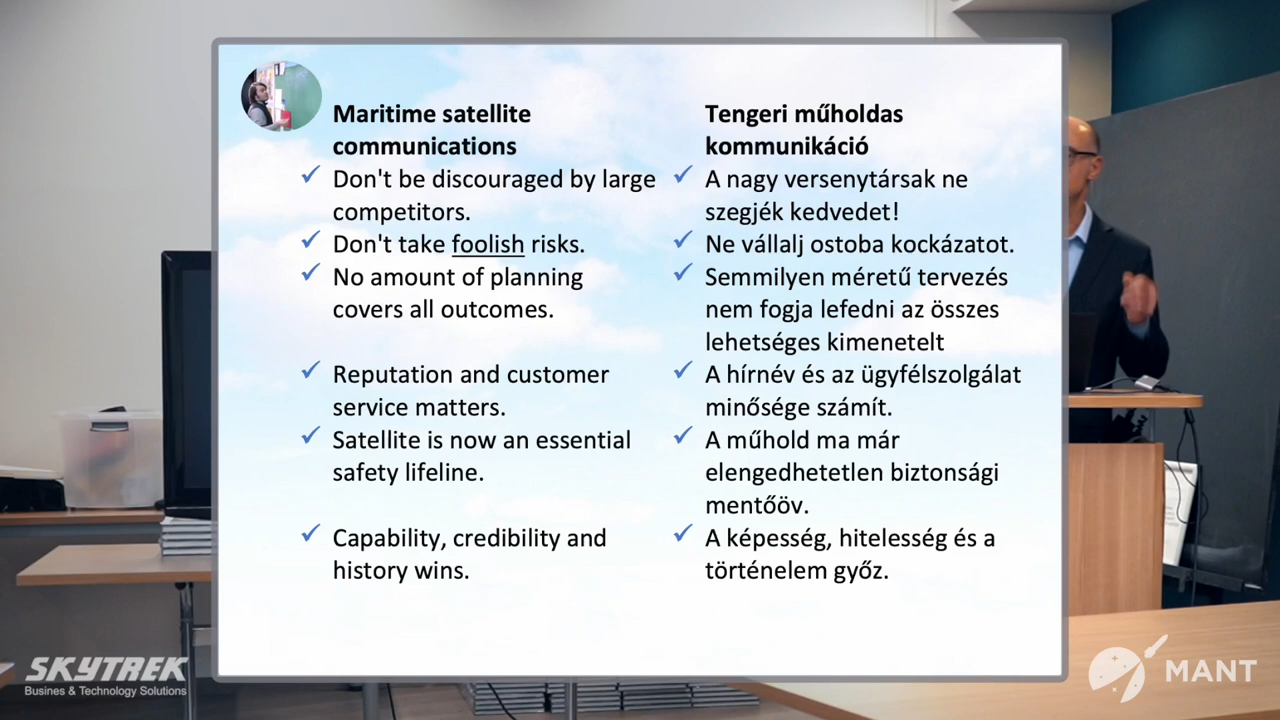 Maritime satellite
communications
Don't be discouraged by large
competitors.
Don't take foolish risks.
No amount of planning
covers all outcomes.
Reputation and customer
service matters.
Satellite is now an essential
safety lifeline.
Capability, credibility and
history wins.
Tengeri műholdas
kommunikáció
A nagy versenytársak ne
szegjék kedvedet!
Ne vállalj ostoba kockázatot.
Semmilyen méretű tervezés
nem fogja lefedni az összes
lehetséges kimenetelt
A hírnév és az ügyfélszolgálat
minősége számít.
A műhold ma már
elengedhetetlen biztonsági
mentőöv.
A képesség, hitelesség és a
történelem győz.
SKYTREK
Busines & Technology Solutions
MANT